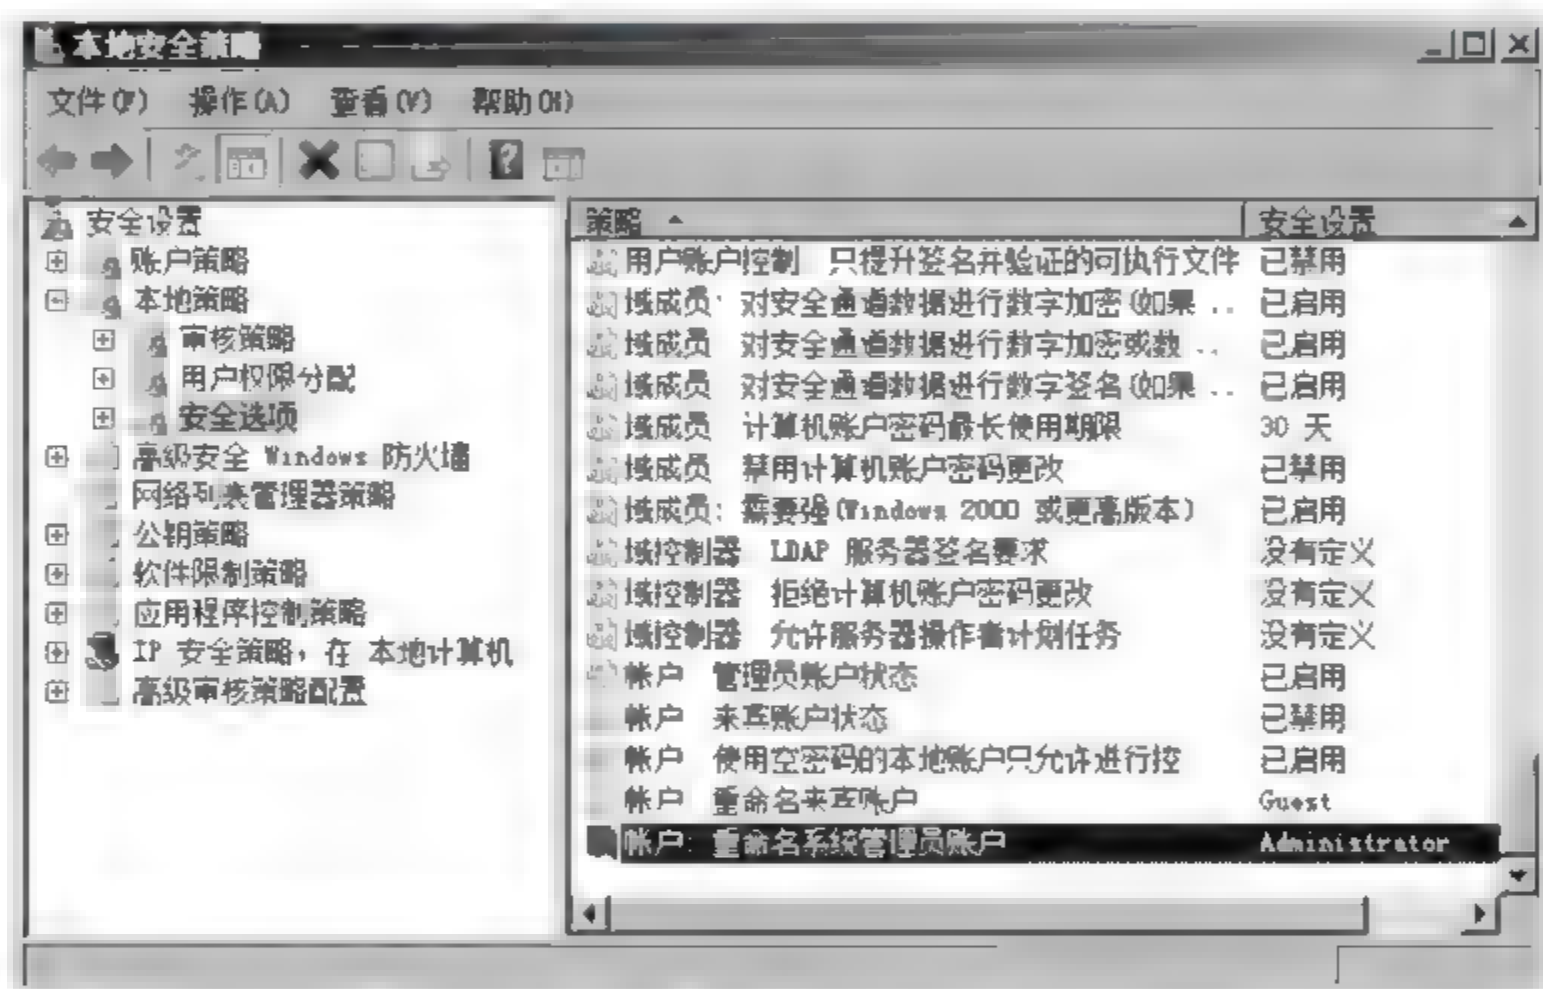 本地安全策略
文件(F) 操作(A) 查看(V) 帮助(H)
安全设置
账户策略
本地策略
审核策略
用户权限分配
安全选项
高级安全 Windows 防火墙
网络列表管理器策略
公钥策略
软件限制策略
应用程序控制策略
IP 安全策略，在 本地计算机
高级审核策略配置
策略 安全设置
用户账户控制 只提升签名并验证的可执行文件 已禁用
域成员: 对安全通道数据进行数字加密(如果 .. 已启用
域成员 对安全通道数据进行数字加密或数 .. 已启用
域成员 对安全通道数据进行数字签名(如果 .. 已启用
域成员 计算机账户密码最长使用期限 30 天
域成员 禁用计算机账户密码更改 已禁用
域成员: 需要强(Windows 2000 或更高版本) 已启用
域控制器 LDAP 服务器签名要求 没有定义
域控制器 拒绝计算机账户密码更改 没有定义
域控制器 允许服务器操作者计划任务 没有定义
帐户 管理员账户状态 已启用
帐户 来宾账户状态 已禁用
帐户 使用空密码的本地账户只允许进行控 已启用
帐户 重命名来宾账户 Guest
帐户: 重命名系统管理员账户 Administrator